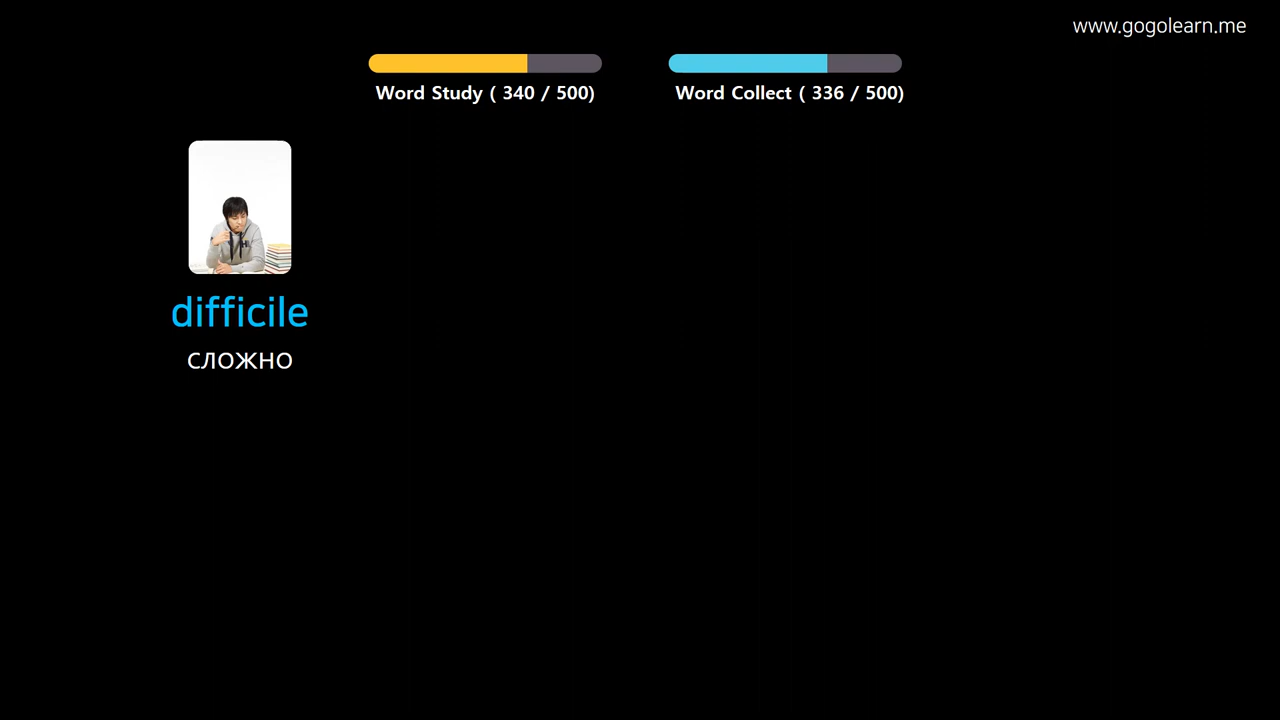 www.gogolearn.me
Word Study ( 340 / 500)
Word Collect ( 336 / 500)
difficile
сложно